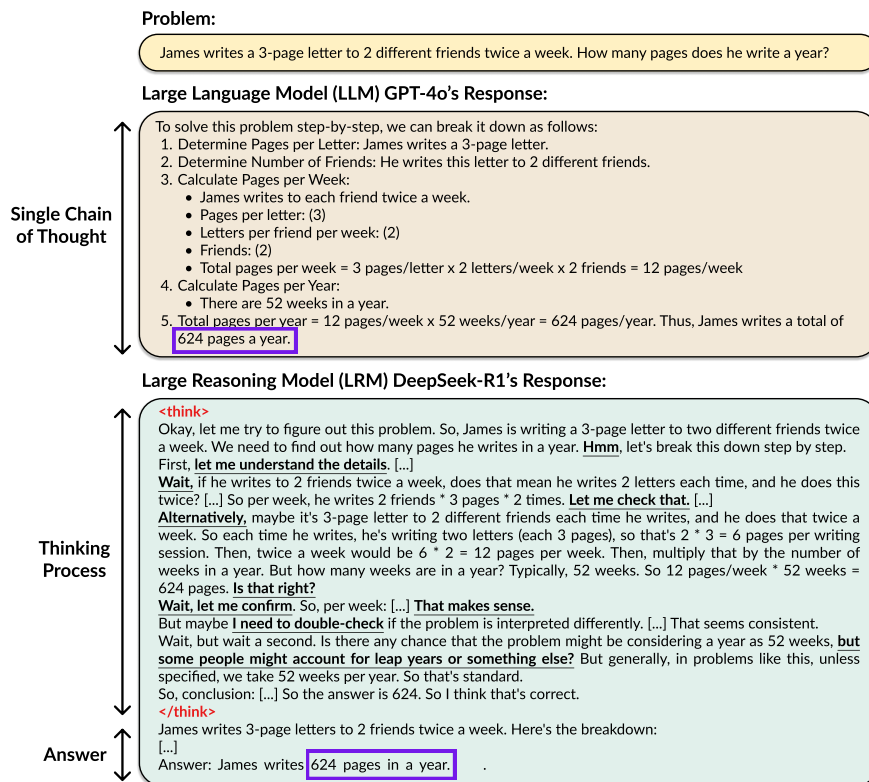 Problem:
James writes a 3-page letter to 2 different friends twice a week. How many pages does he write a year?
Large Language Model (LLM) GPT-4o's Response:
Single Chain
of Thought
To solve this problem step-by-step, we can break it down as follows:
1. Determine Pages per Letter: James writes a 3-page letter.
2. Determine Number of Friends: He writes this letter to 2 different friends.
3. Calculate Pages per Week:
• James writes to each friend twice a week.
• Pages per letter: (3)
• Letters per friend per week: (2)
• Friends: (2)
• Total pages per week = 3 pages/letter x 2 letters/week x 2 friends = 12 pages/week
4. Calculate Pages per Year:
• There are 52 weeks in a year.
5. Total pages per year = 12 pages/week x 52 weeks/year = 624 pages/year. Thus, James writes a total of
624 pages a year.
Large Reasoning Model (LRM) DeepSeek-R1's Response:
Thinking
Process
<think>
Okay, let me try to figure out this problem. So, James is writing a 3-page letter to two different friends twice
a week. We need to find out how many pages he writes in a year. Hmm, let's break this down step by step.
First, let me understand the details. [...]
Wait, if he writes to 2 friends twice a week, does that mean he writes 2 letters each time, and he does this
twice? [...] So per week, he writes 2 friends * 3 pages * 2 times. Let me check that. [...]
Alternatively, maybe it's 3-page letter to 2 different friends each time he writes, and he does that twice a
week. So each time he writes, he's writing two letters (each 3 pages), so that's 2 * 3 = 6 pages per writing
session. Then, twice a week would be 6 * 2 = 12 pages per week. Then, multiply that by the number of
weeks in a year. But how many weeks are in a year? Typically, 52 weeks. So 12 pages/week * 52 weeks =
624 pages. Is that right?
Wait, let me confirm. So, per week: [...] That makes sense.
But maybe I need to double-check if the problem is interpreted differently. [...] That seems consistent.
Wait, but wait a second. Is there any chance that the problem might be considering a year as 52 weeks, but
some people might account for leap years or something else? But generally, in problems like this, unless
specified, we take 52 weeks per year. So that's standard.
So, conclusion: [...] So the answer is 624. So I think that's correct.
</think>
Answer
James writes 3-page letters to 2 friends twice a week. Here's the breakdown:
[...]
Answer: James writes 624 pages in a year. .